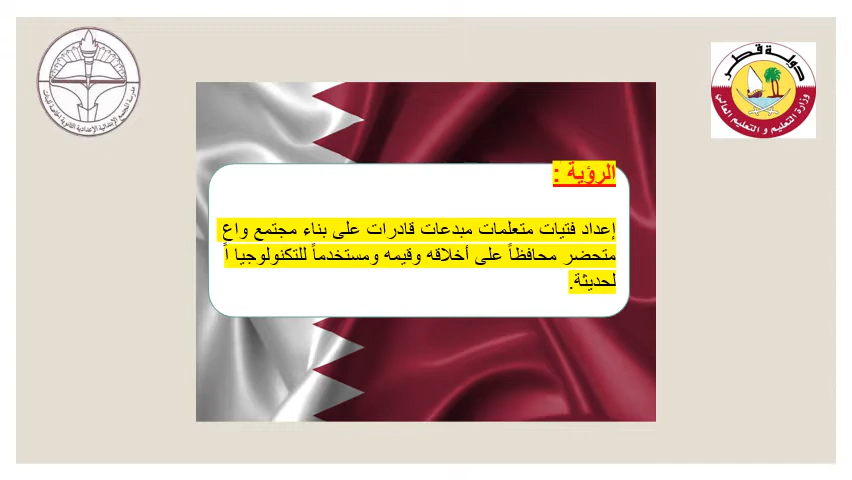 دولة قطر
وزارة التعليم و التعليم العالي
الرؤية :
إعداد فتيات متعلمات مبدعات قادرات على بناء مجتمع واعٍ
متحضر محافظاً على أخلاقه وقيمه ومستخدماً للتكنولوجيا اً
لحديثة.